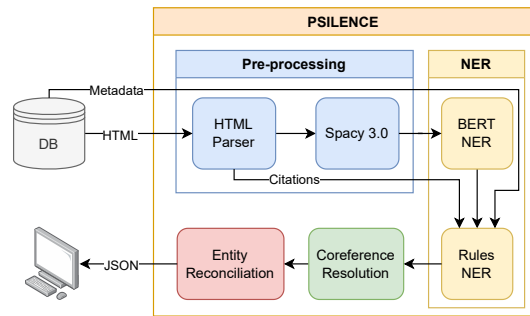 PSILENCE
Pre-processing
NER
Metadata
DB
HTML
HTML
Parser
Spacy 3.0
BERT
NER
Citations
JSON
Entity
Reconciliation
Coreference
Resolution
Rules
NER